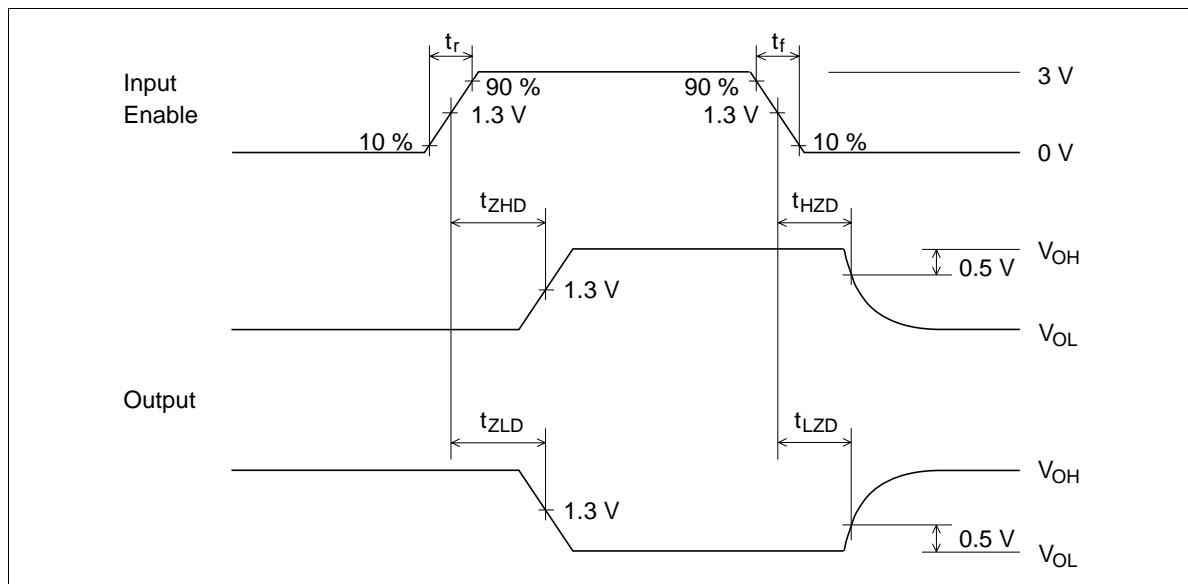 tr
tf
Input
Enable
90 %
90 %
3 V
1.3 V
1.3 V
10 %
10 %
0 V
tZHD
tHZD
VOH
0.5 V
1.3 V
VOL
Output
tZLD
tLZD
VOH
1.3 V
0.5 V
VOL